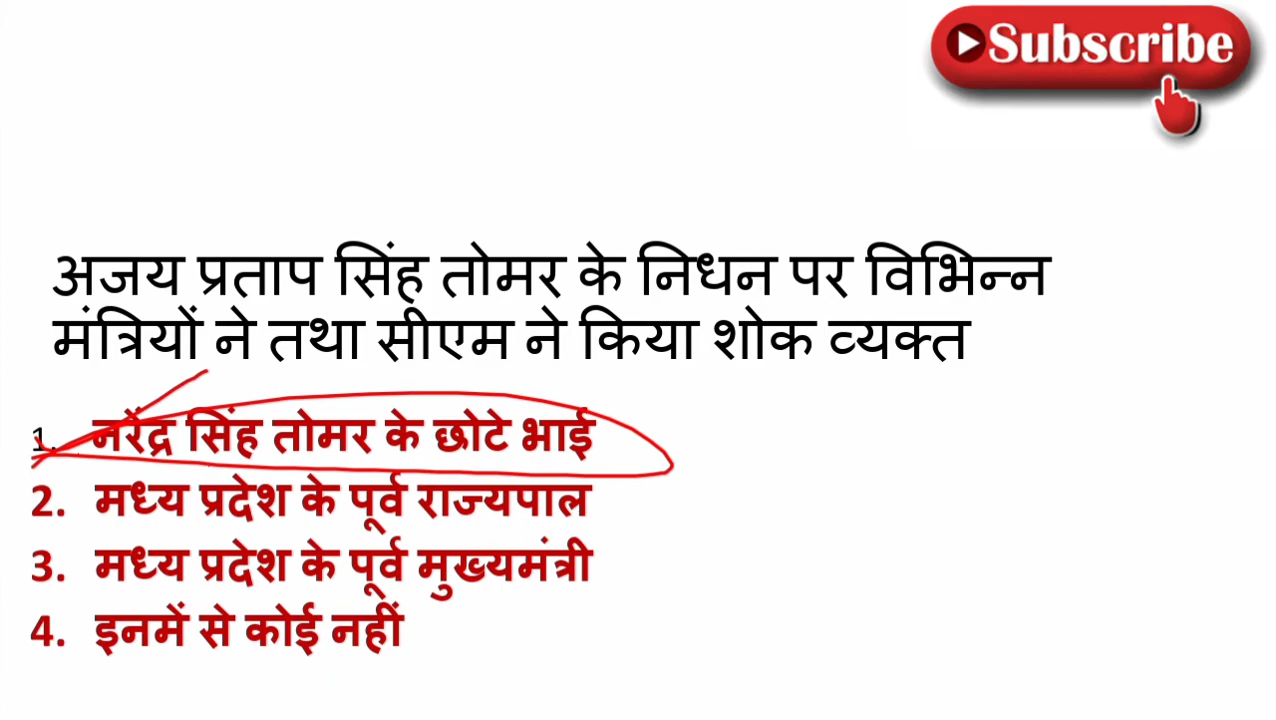 Subscribe
अजय प्रताप सिंह तोमर के निधन पर विभिन्न
मंत्रियों ने तथा सीएम ने किया शोक व्यक्त
1. नरेंद्र सिंह तोमर के छोटे भाई
2. मध्य प्रदेश के पूर्व राज्यपाल
3. मध्य प्रदेश के पूर्व मुख्यमंत्री
4. इनमें से कोई नहीं